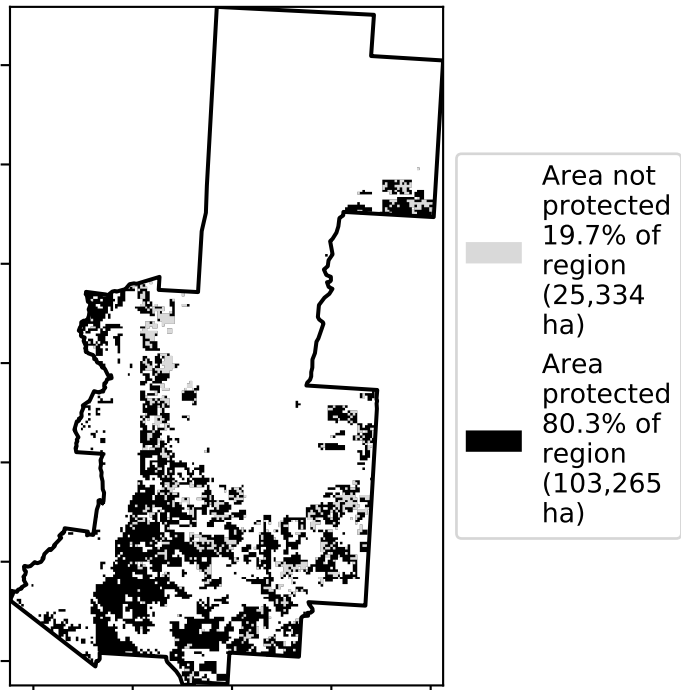 Area not
protected
19.7% of
region
(25,334
ha)
Area
protected
80.3% of
region
(103,265
ha)